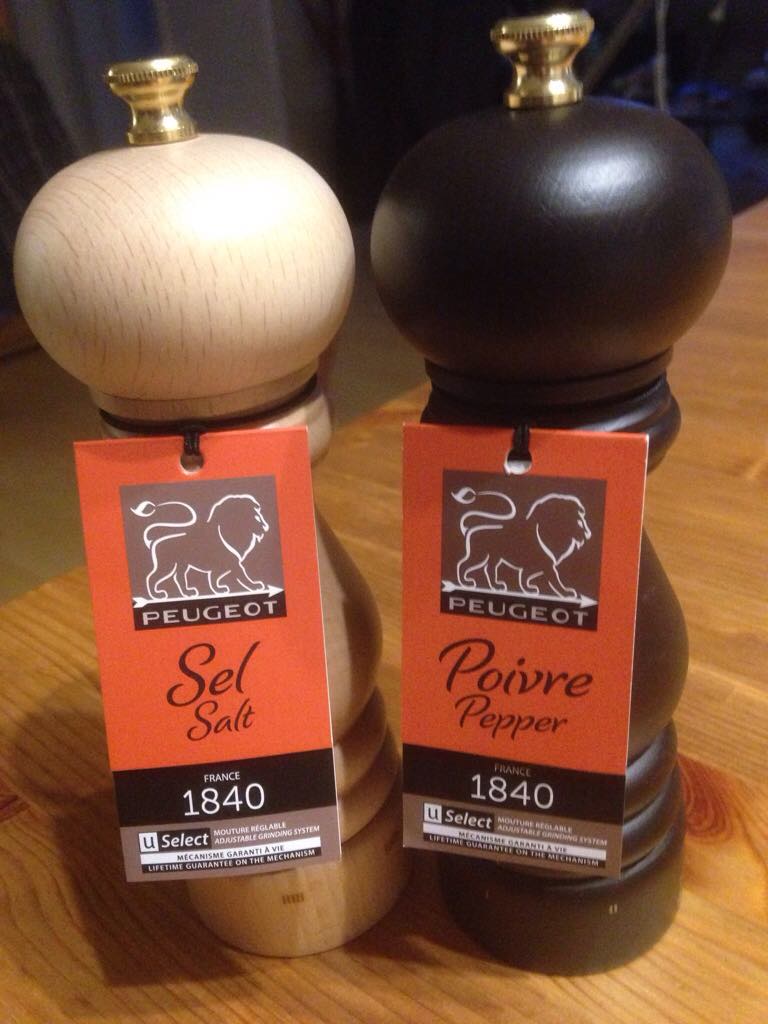 PEUGEOT
Sel
Salt
FRANCE
1840
u Select MOUTURE RÉGLABLE
ADJUSTABLE GRINDING SYSTEM
MÉCANISME GARANTI À VIE
LIFETIME GUARANTEE ON THE MECHANISM
PEUGEOT
Poivre
Pepper
FRANCE
1840
u Select MOUTURE RÉGLABLE
ADJUSTABLE GRINDING SYSTEM
MÉCANISME GARANTI À VIE
LIFETIME GUARANTEE ON THE MECHANISM